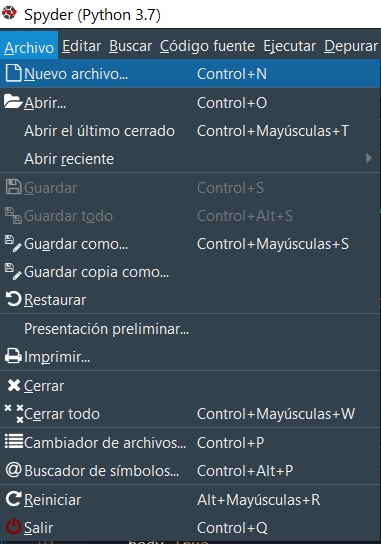 Spyder (Python 3.7)
Archivo Editar Buscar Código fuente Ejecutar Depurar
Nuevo archivo... Control+N
Abrir... Control+O
Abrir el último cerrado Control+Mayúsculas+T
Abrir reciente
Guardar Control+S
Guardar todo Control+Alt+S
Guardar como... Control+Mayúsculas+S
Guardar copia como...
Restaurar
Presentación preliminar...
Imprimir...
Cerrar
Cerrar todo Control+Mayúsculas+W
Cambiador de archivos... Control+P
Buscador de símbolos... Control+Alt+P
Reiniciar Alt+Mayúsculas+R
Salir Control+Q